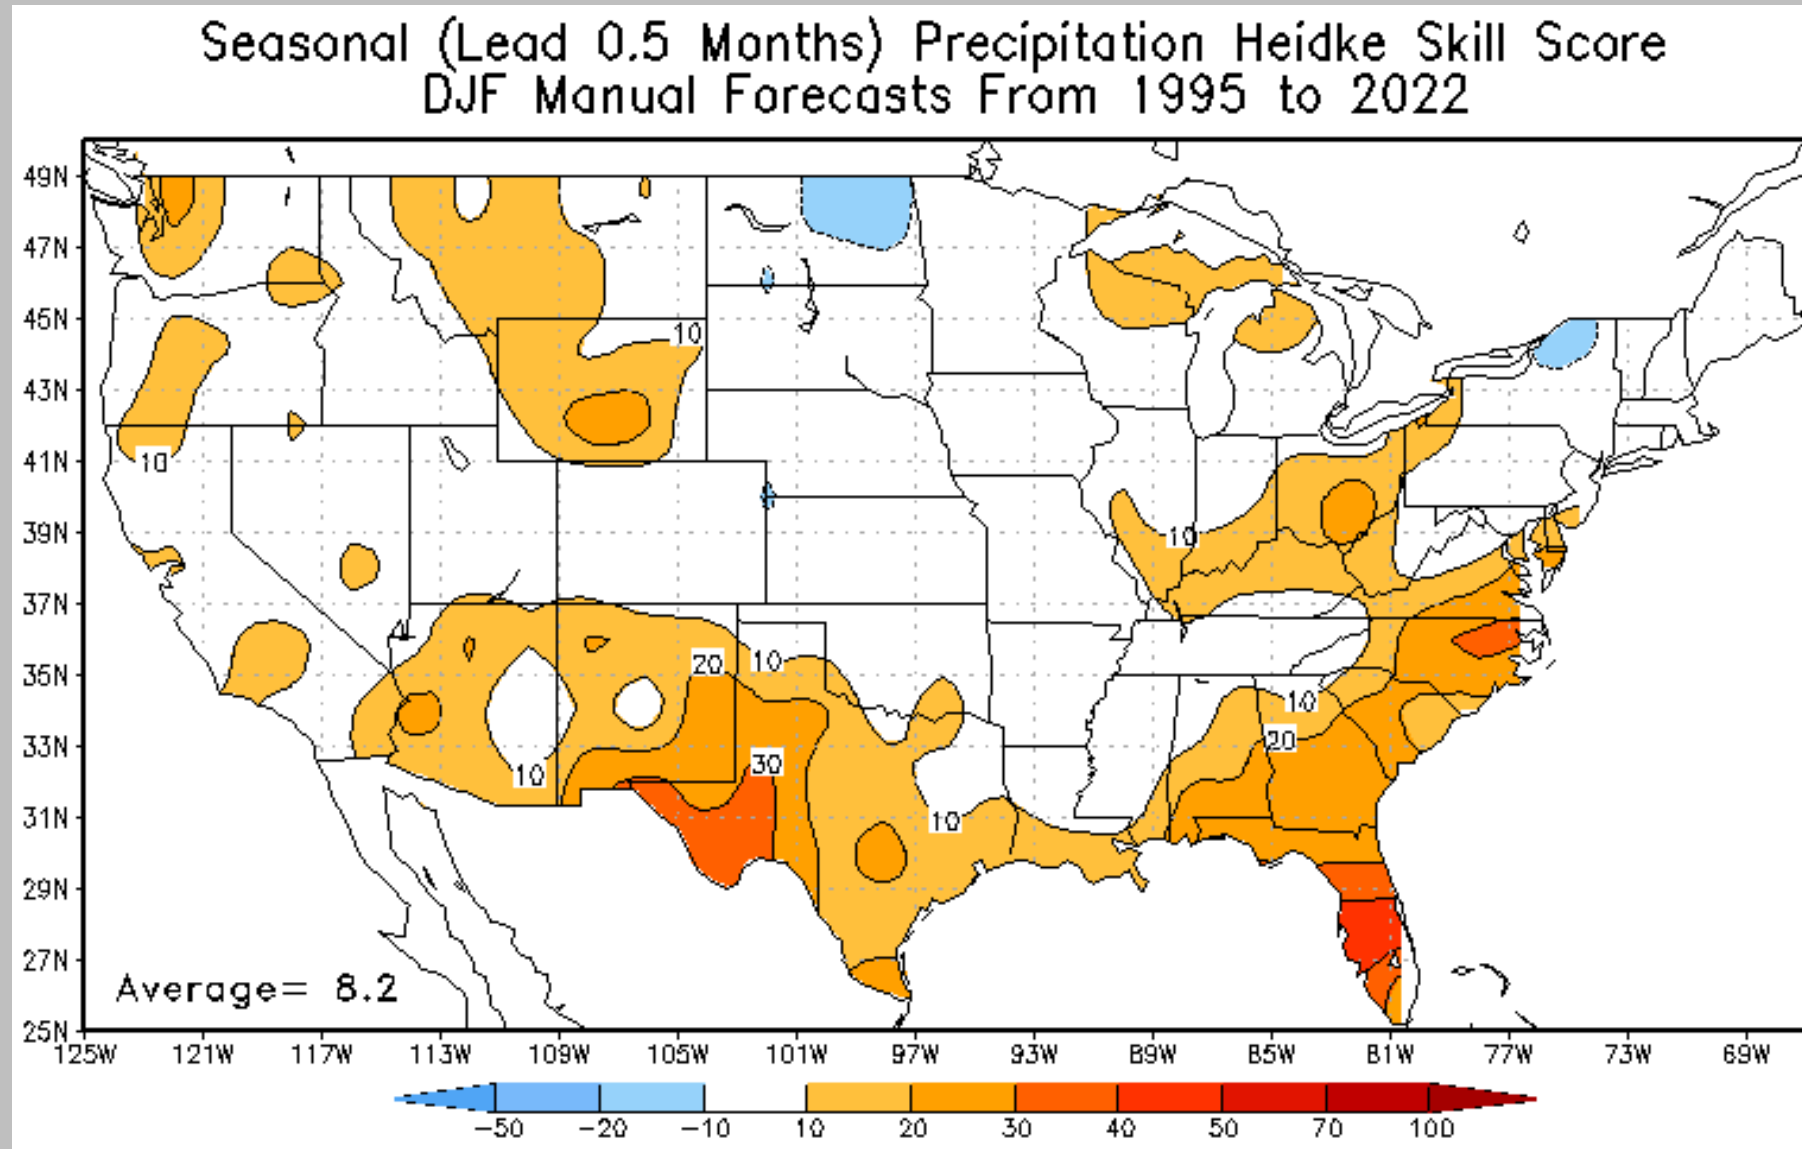 Seasonal (Lead 0.5 Months) Precipitation Heidke Skill Score
DJF Manual Forecasts From 1995 to 2022
49N
47N
45N
43N
41N
39N
37N
35N
33N
31N
29N
27N
25N
10
10
10
20
10
10
20
30
10
10
10
Average= 8.2
125W 121W 117W 113W 109W 105W 101W 97W 93W 89W 85W 81W 77W 73W 69W
-50 -20 -10 10 20 30 40 50 70 100